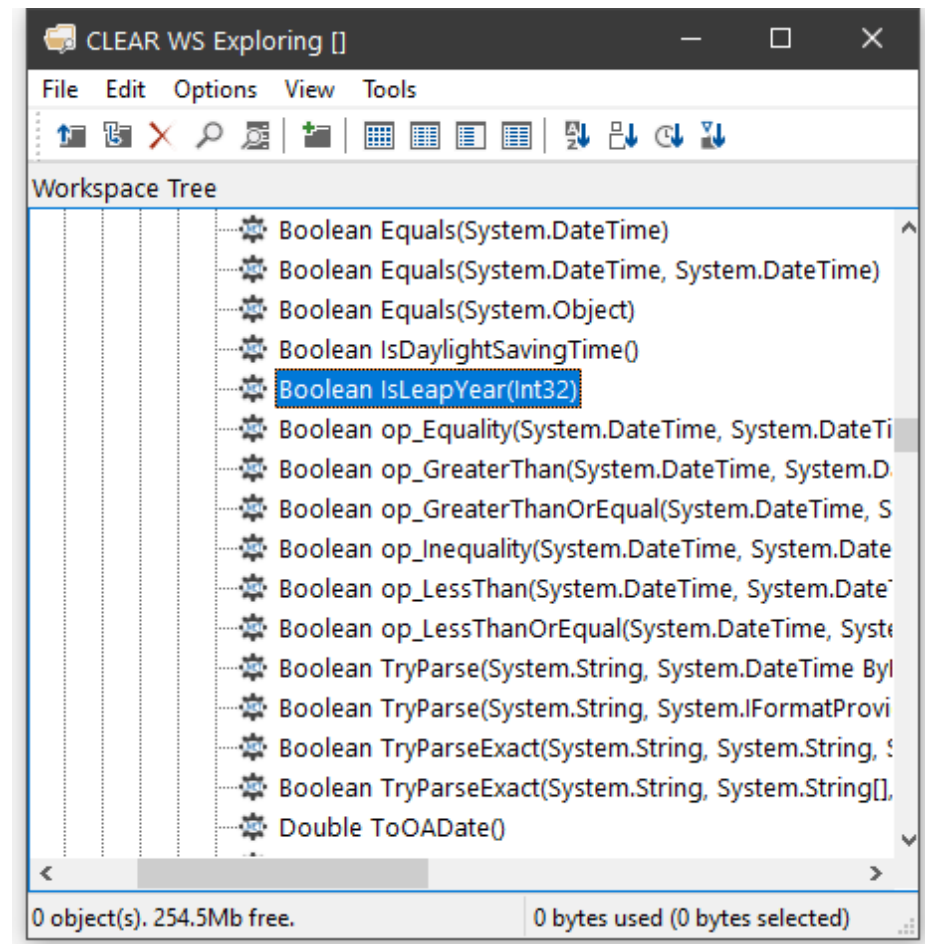 CLEAR WS Exploring []
File Edit Options View Tools
Workspace Tree
Boolean Equals(System.DateTime)
Boolean Equals(System.DateTime, System.DateTime)
Boolean Equals(System.Object)
Boolean IsDaylightSavingTime()
Boolean IsLeapYear(Int32)
Boolean op_Equality(System.DateTime, System.DateTi
Boolean op_GreaterThan(System.DateTime, System.D
Boolean op_GreaterThanOrEqual(System.DateTime, S
Boolean op_Inequality(System.DateTime, System.Date
Boolean op_LessThan(System.DateTime, System.Date
Boolean op_LessThanOrEqual(System.DateTime, Syste
Boolean TryParse(System.String, System.DateTime By
Boolean TryParse(System.String, System.IFormatProvi
Boolean TryParseExact(System.String, System.String,
Boolean TryParseExact(System.String, System.String[],
Double ToOADate()
0 object(s). 254.5Mb free. 0 bytes used (0 bytes selected)